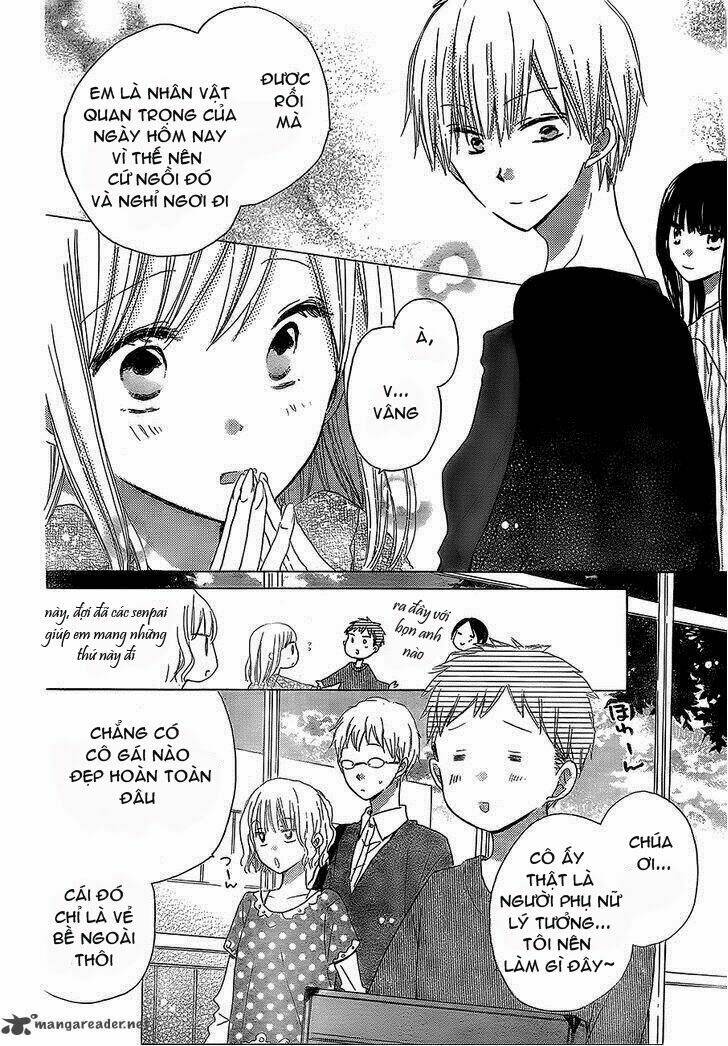 ĐƯỢC
RỒI
MÀ
EM LÀ NHÂN VẬT
QUAN TRỌNG CỦA
NGÀY HÔM NAY
VÌ THẾ NÊN
CỨ NGỒI ĐÓ
VÀ NGHỈ NGƠI ĐI
À,
V...
VÂNG
này, đợi đã các senpai
giúp em mang những
thứ này đi
ra đây với
bọn anh
nào
CHẲNG CÓ
CÔ GÁI NÀO
ĐẸP HOÀN TOÀN
ĐÂU
CÁI ĐÓ
CHỈ LÀ VẺ
BỀ NGOÀI
THÔI
ほわーん
CHÚA
ƠI...
CÔ ẤY
THẬT LÀ
NGƯỜI PHỤ NỮ
LÝ TƯỞNG...
TÔI NÊN
LÀM GÌ ĐÂY~
mangareader.net